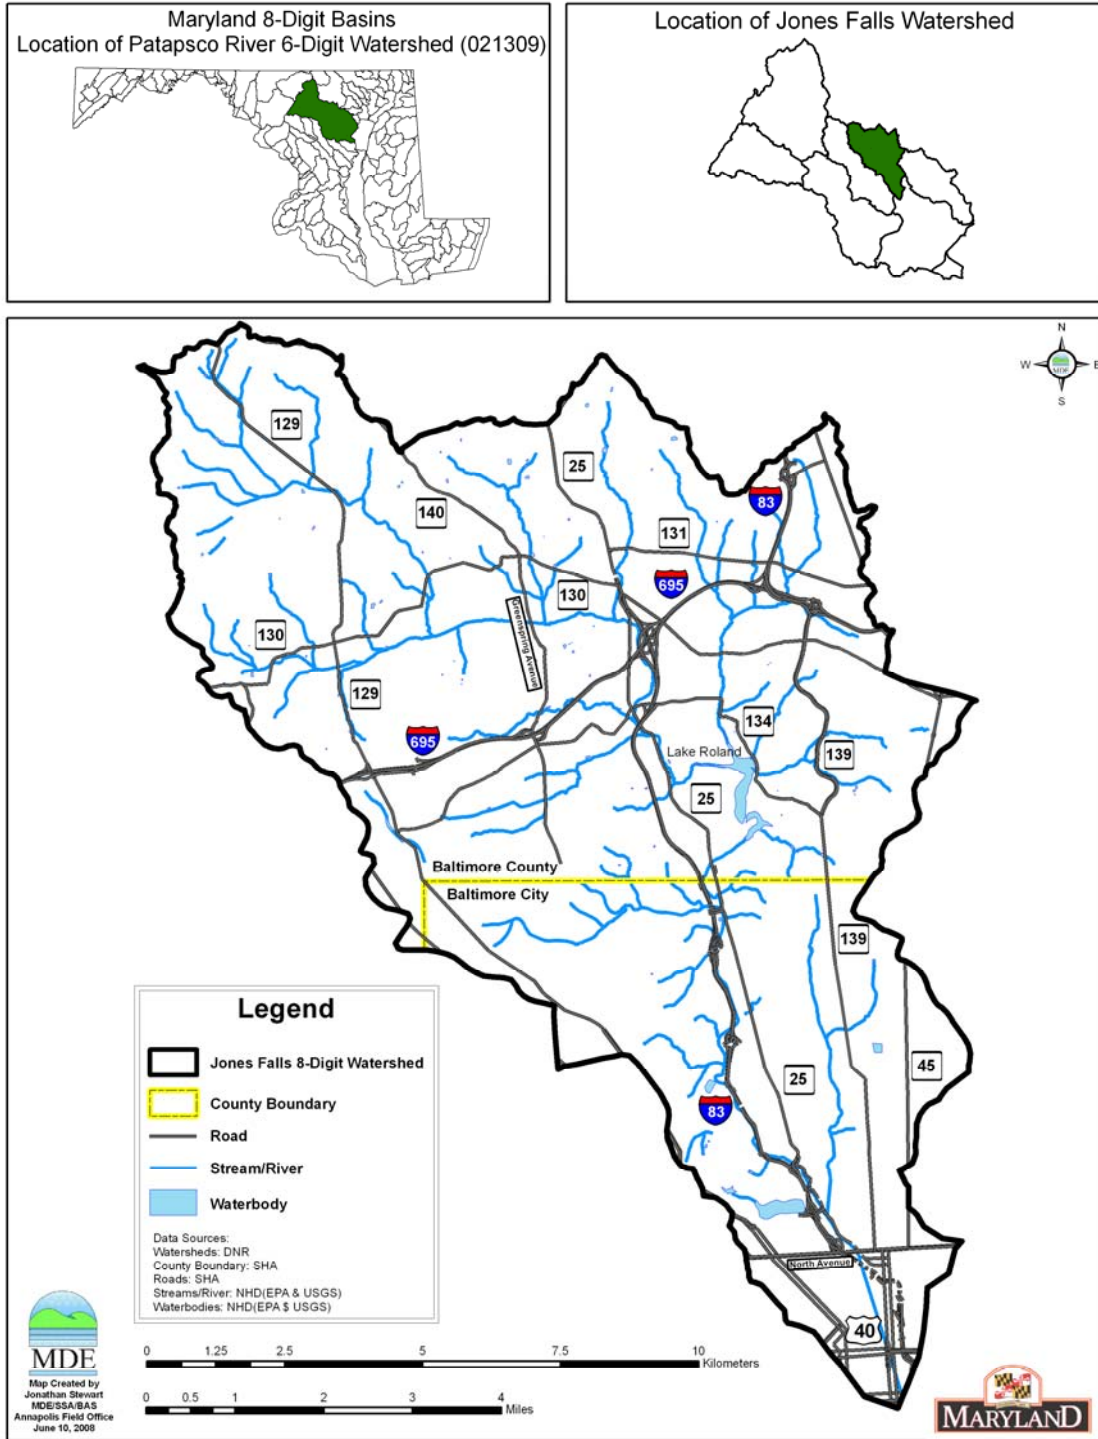 Maryland 8-Digit Basins
Location of Patapsco River 6-Digit Watershed (021309)
Location of Jones Falls Watershed
N
W
E
S
MDE
129
25
83
140
131
695
130
Greenspring Avenue
130
129
134
695
139
Lake Roland
25
Baltimore County
Baltimore City
139
45
25
83
North Avenue
40
Legend
Jones Falls 8-Digit Watershed
County Boundary
Road
Stream/River
Waterbody
Data Sources:
Watersheds: DNR
County Boundary: SHA
Roads: SHA
Streams/River: NHD(EPA & USGS)
Waterbodies: NHD(EPA $ USGS)
MDE
Map Created by
Jonathan Stewart
MDE/SSA/BAS
Annapolis Field Office
June 10, 2008
0 1.25 2.5 5 7.5 10
Kilometers
0 0.5 1 2 3 4
Miles
MARYLAND